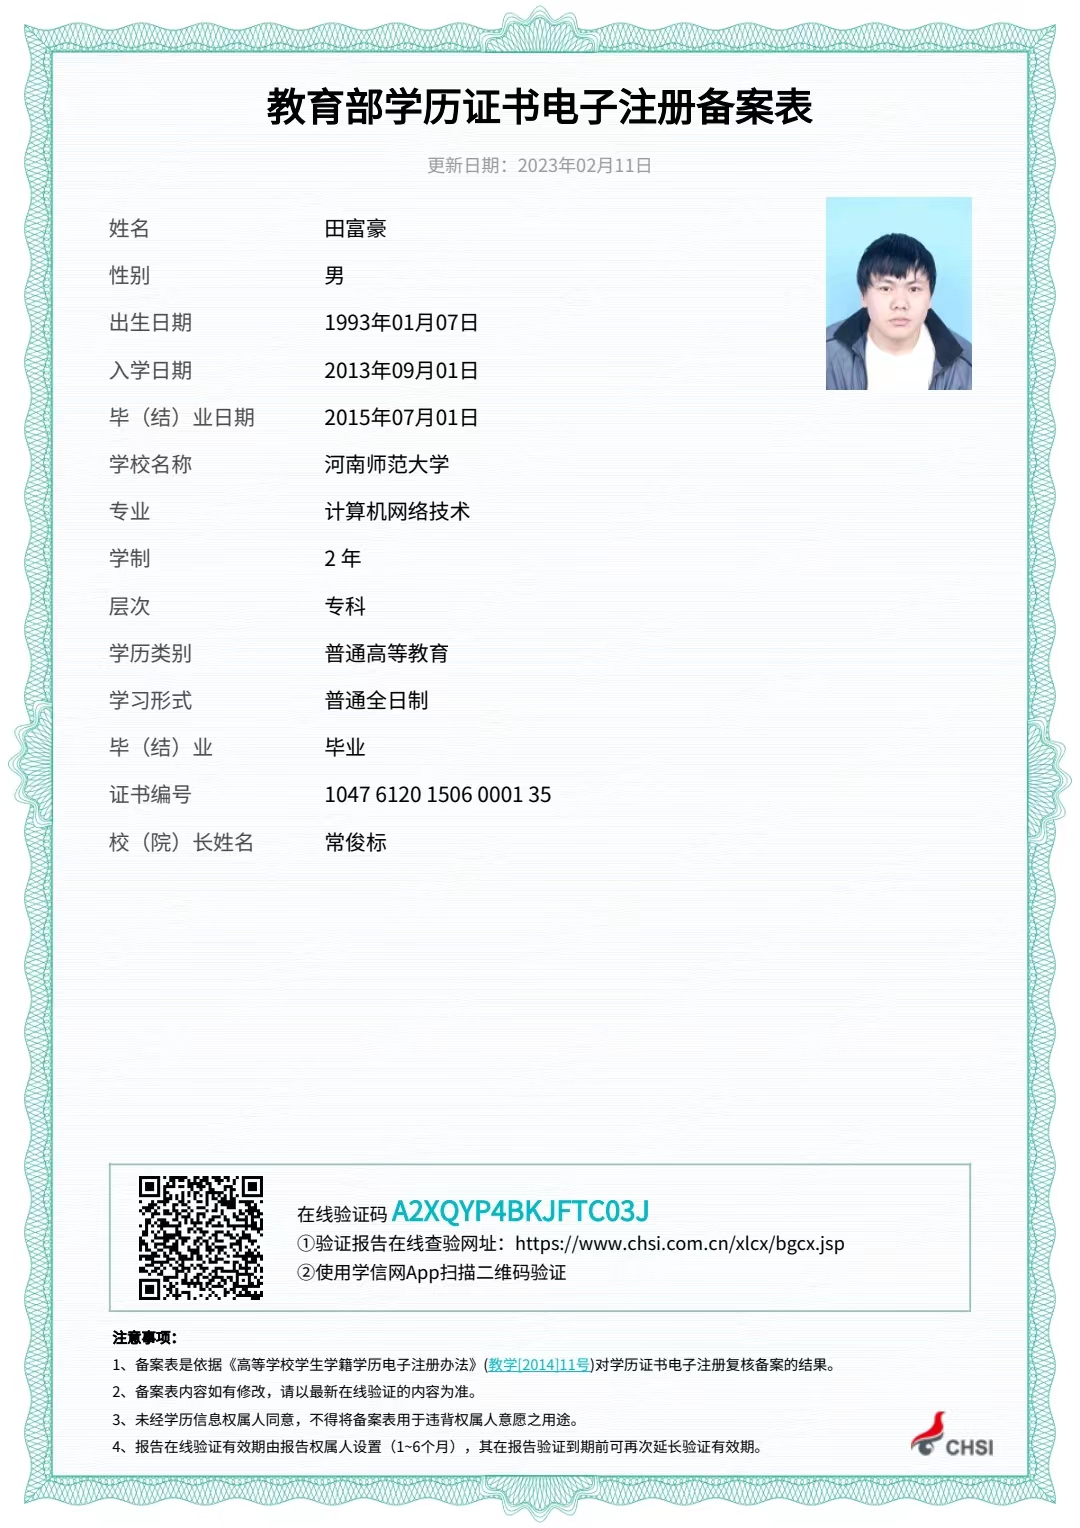 教育部学历证书电子注册备案表
更新日期：2023年02月11日
姓名 田富豪
性别 男
出生日期 1993年01月07日
入学日期 2013年09月01日
毕（结）业日期 2015年07月01日
学校名称 河南师范大学
专业 计算机网络技术
学制 2 年
层次 专科
学历类别 普通高等教育
学习形式 普通全日制
毕（结）业 毕业
证书编号 1047 6120 1506 0001 35
校（院）长姓名 常俊标
在线验证码 A2XQYP4BKJFTC03J
①验证报告在线查验网址：https://www.chsi.com.cn/xlcx/bgcx.jsp
②使用学信网App扫描二维码验证
注意事项：
1、备案表是依据《高等学校学生学籍学历电子注册办法》(教学[2014]11号)对学历证书电子注册复核备案的结果。
2、备案表内容如有修改，请以最新在线验证的内容为准。
3、未经学历信息权属人同意，不得将备案表用于违背权属人意愿之用途。
4、报告在线验证有效期由报告权属人设置（1~6个月），其在报告验证到期前可再次延长验证有效期。
CHSI